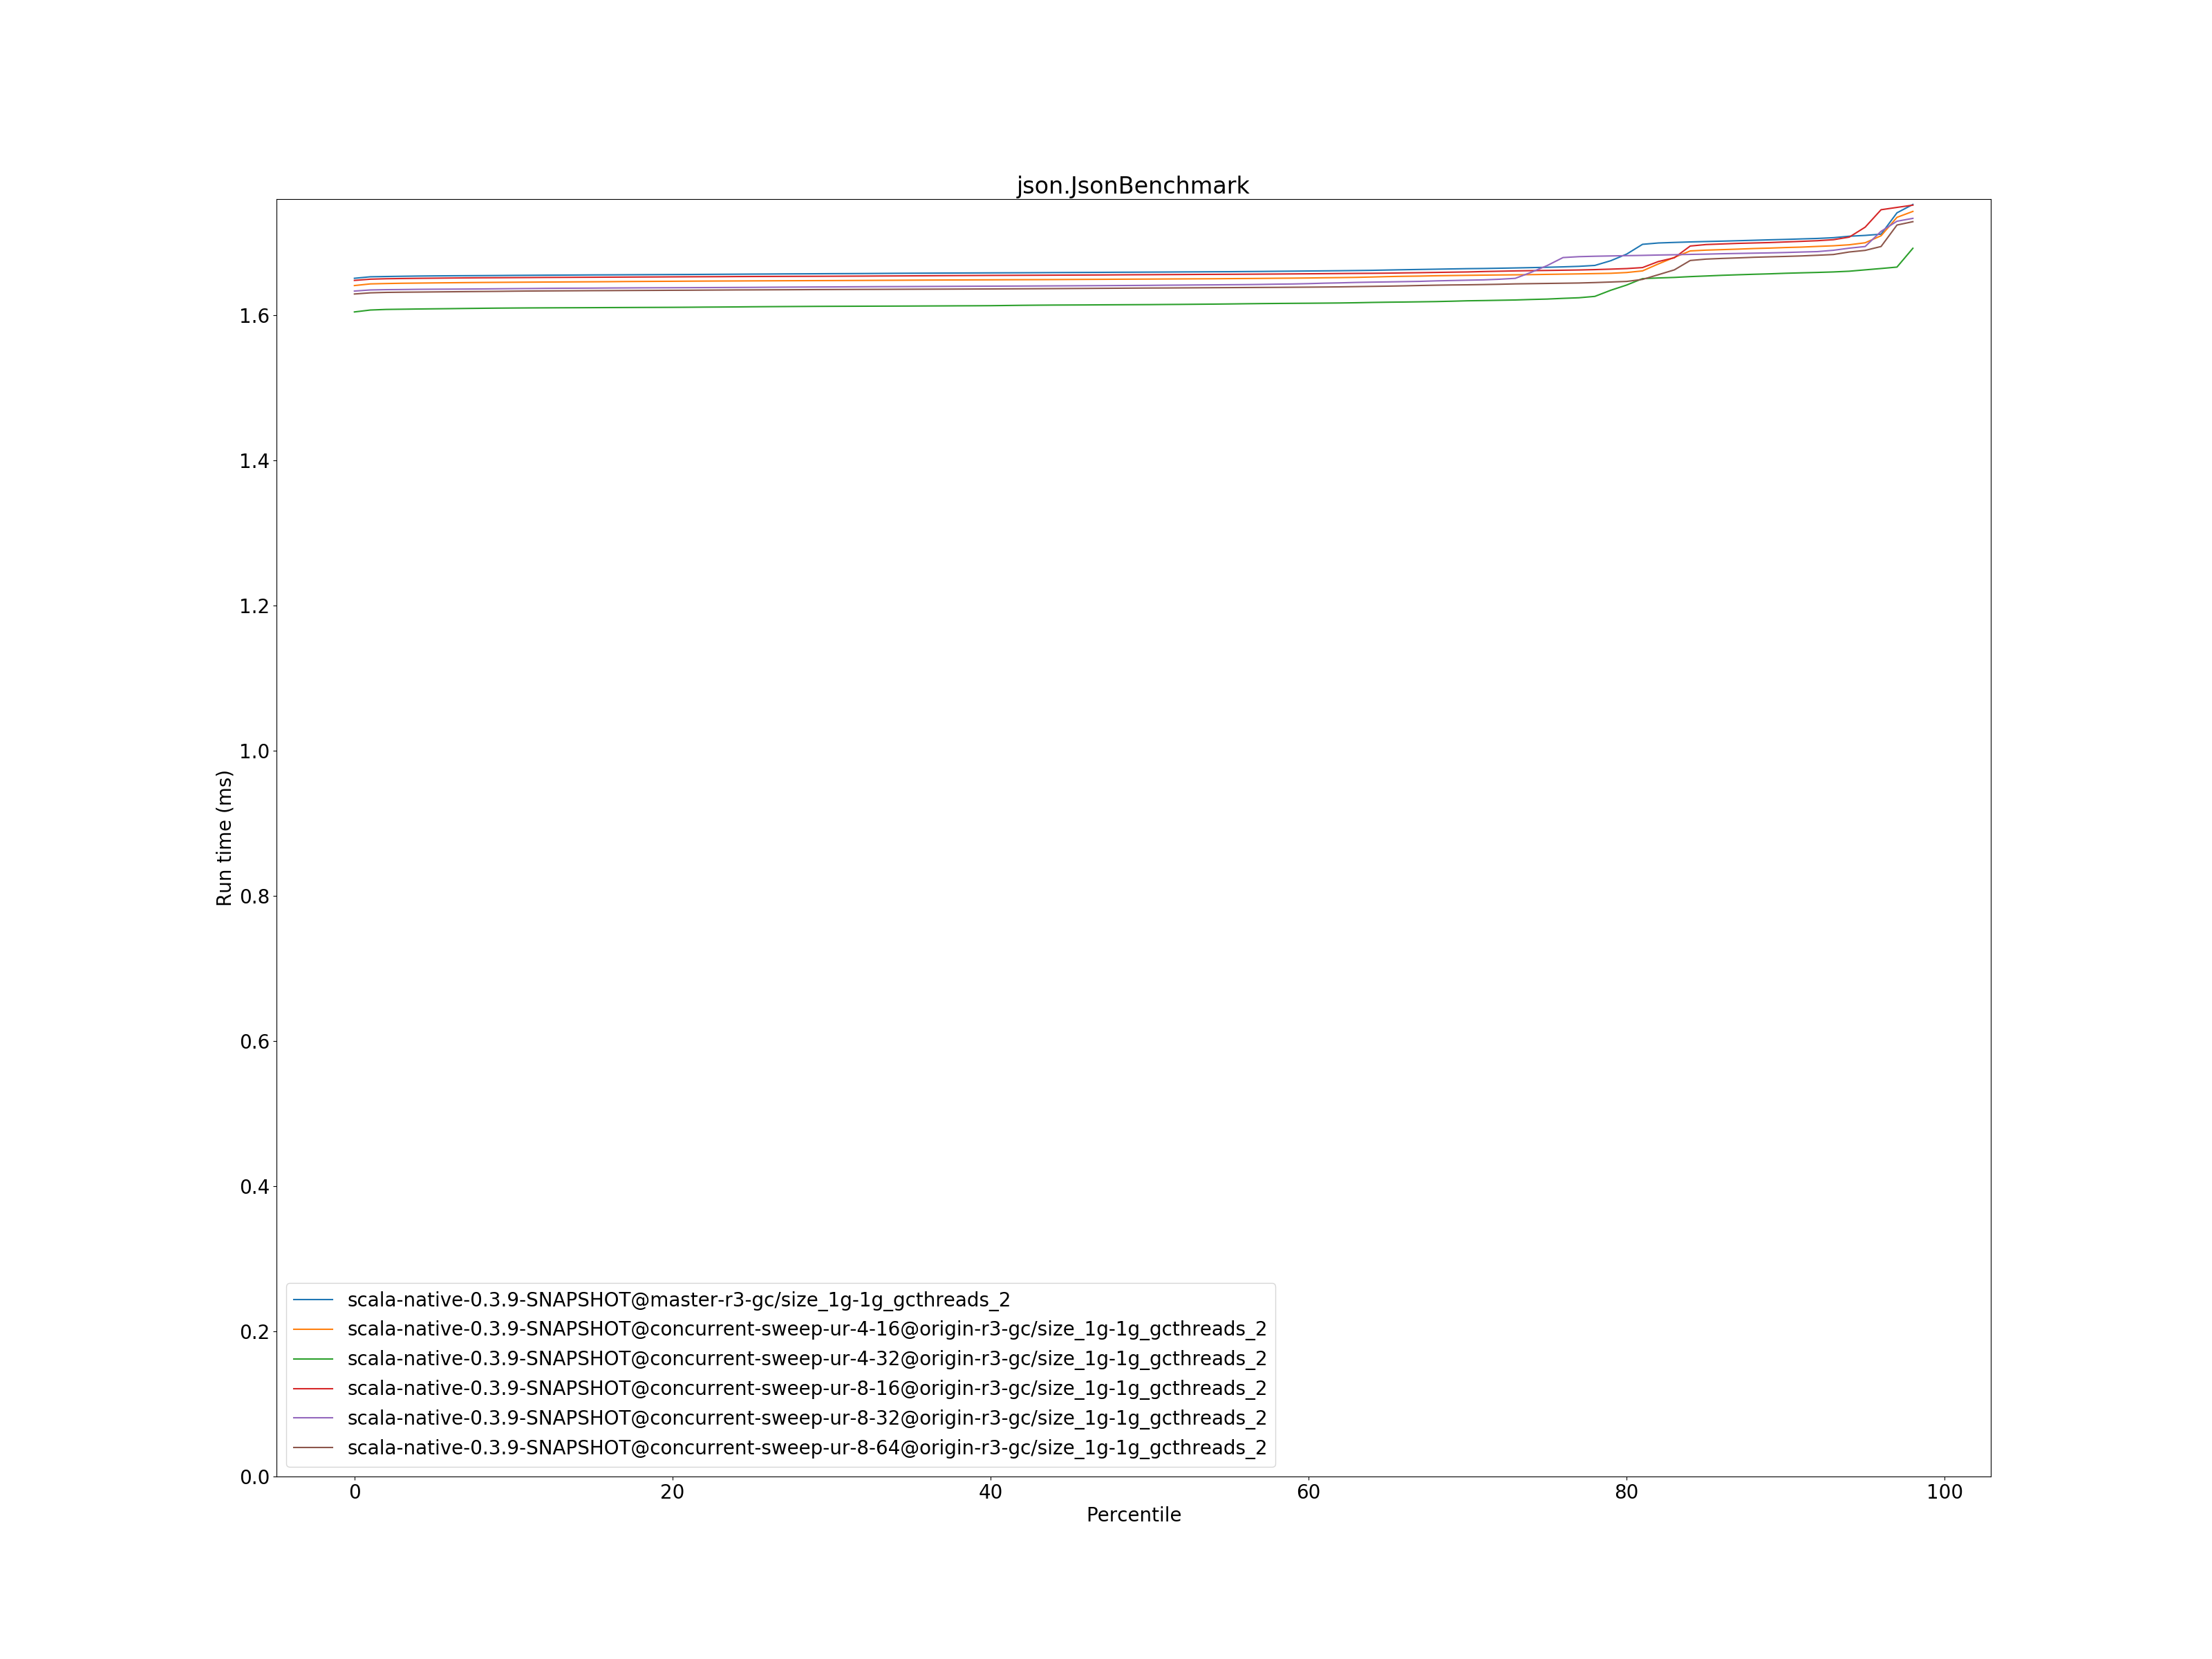 json.JsonBenchmark
Run time (ms)
1.6
1.4
1.2
1.0
0.8
0.6
0.4
0.2
0.0
scala-native-0.3.9-SNAPSHOT@master-r3-gc/size_1g-1g_gcthreads_2
scala-native-0.3.9-SNAPSHOT@concurrent-sweep-ur-4-16@origin-r3-gc/size_1g-1g_gcthreads_2
scala-native-0.3.9-SNAPSHOT@concurrent-sweep-ur-4-32@origin-r3-gc/size_1g-1g_gcthreads_2
scala-native-0.3.9-SNAPSHOT@concurrent-sweep-ur-8-16@origin-r3-gc/size_1g-1g_gcthreads_2
scala-native-0.3.9-SNAPSHOT@concurrent-sweep-ur-8-32@origin-r3-gc/size_1g-1g_gcthreads_2
scala-native-0.3.9-SNAPSHOT@concurrent-sweep-ur-8-64@origin-r3-gc/size_1g-1g_gcthreads_2
0 20 40 60 80 100
Percentile